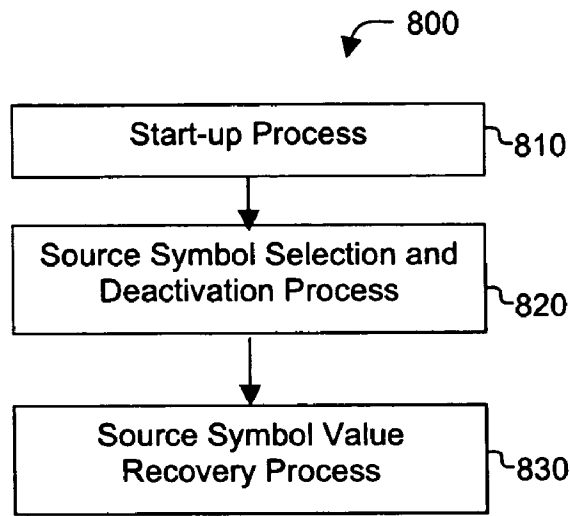 800
Start-up Process
810
Source Symbol Selection and
Deactivation Process
820
Source Symbol Value
Recovery Process
830